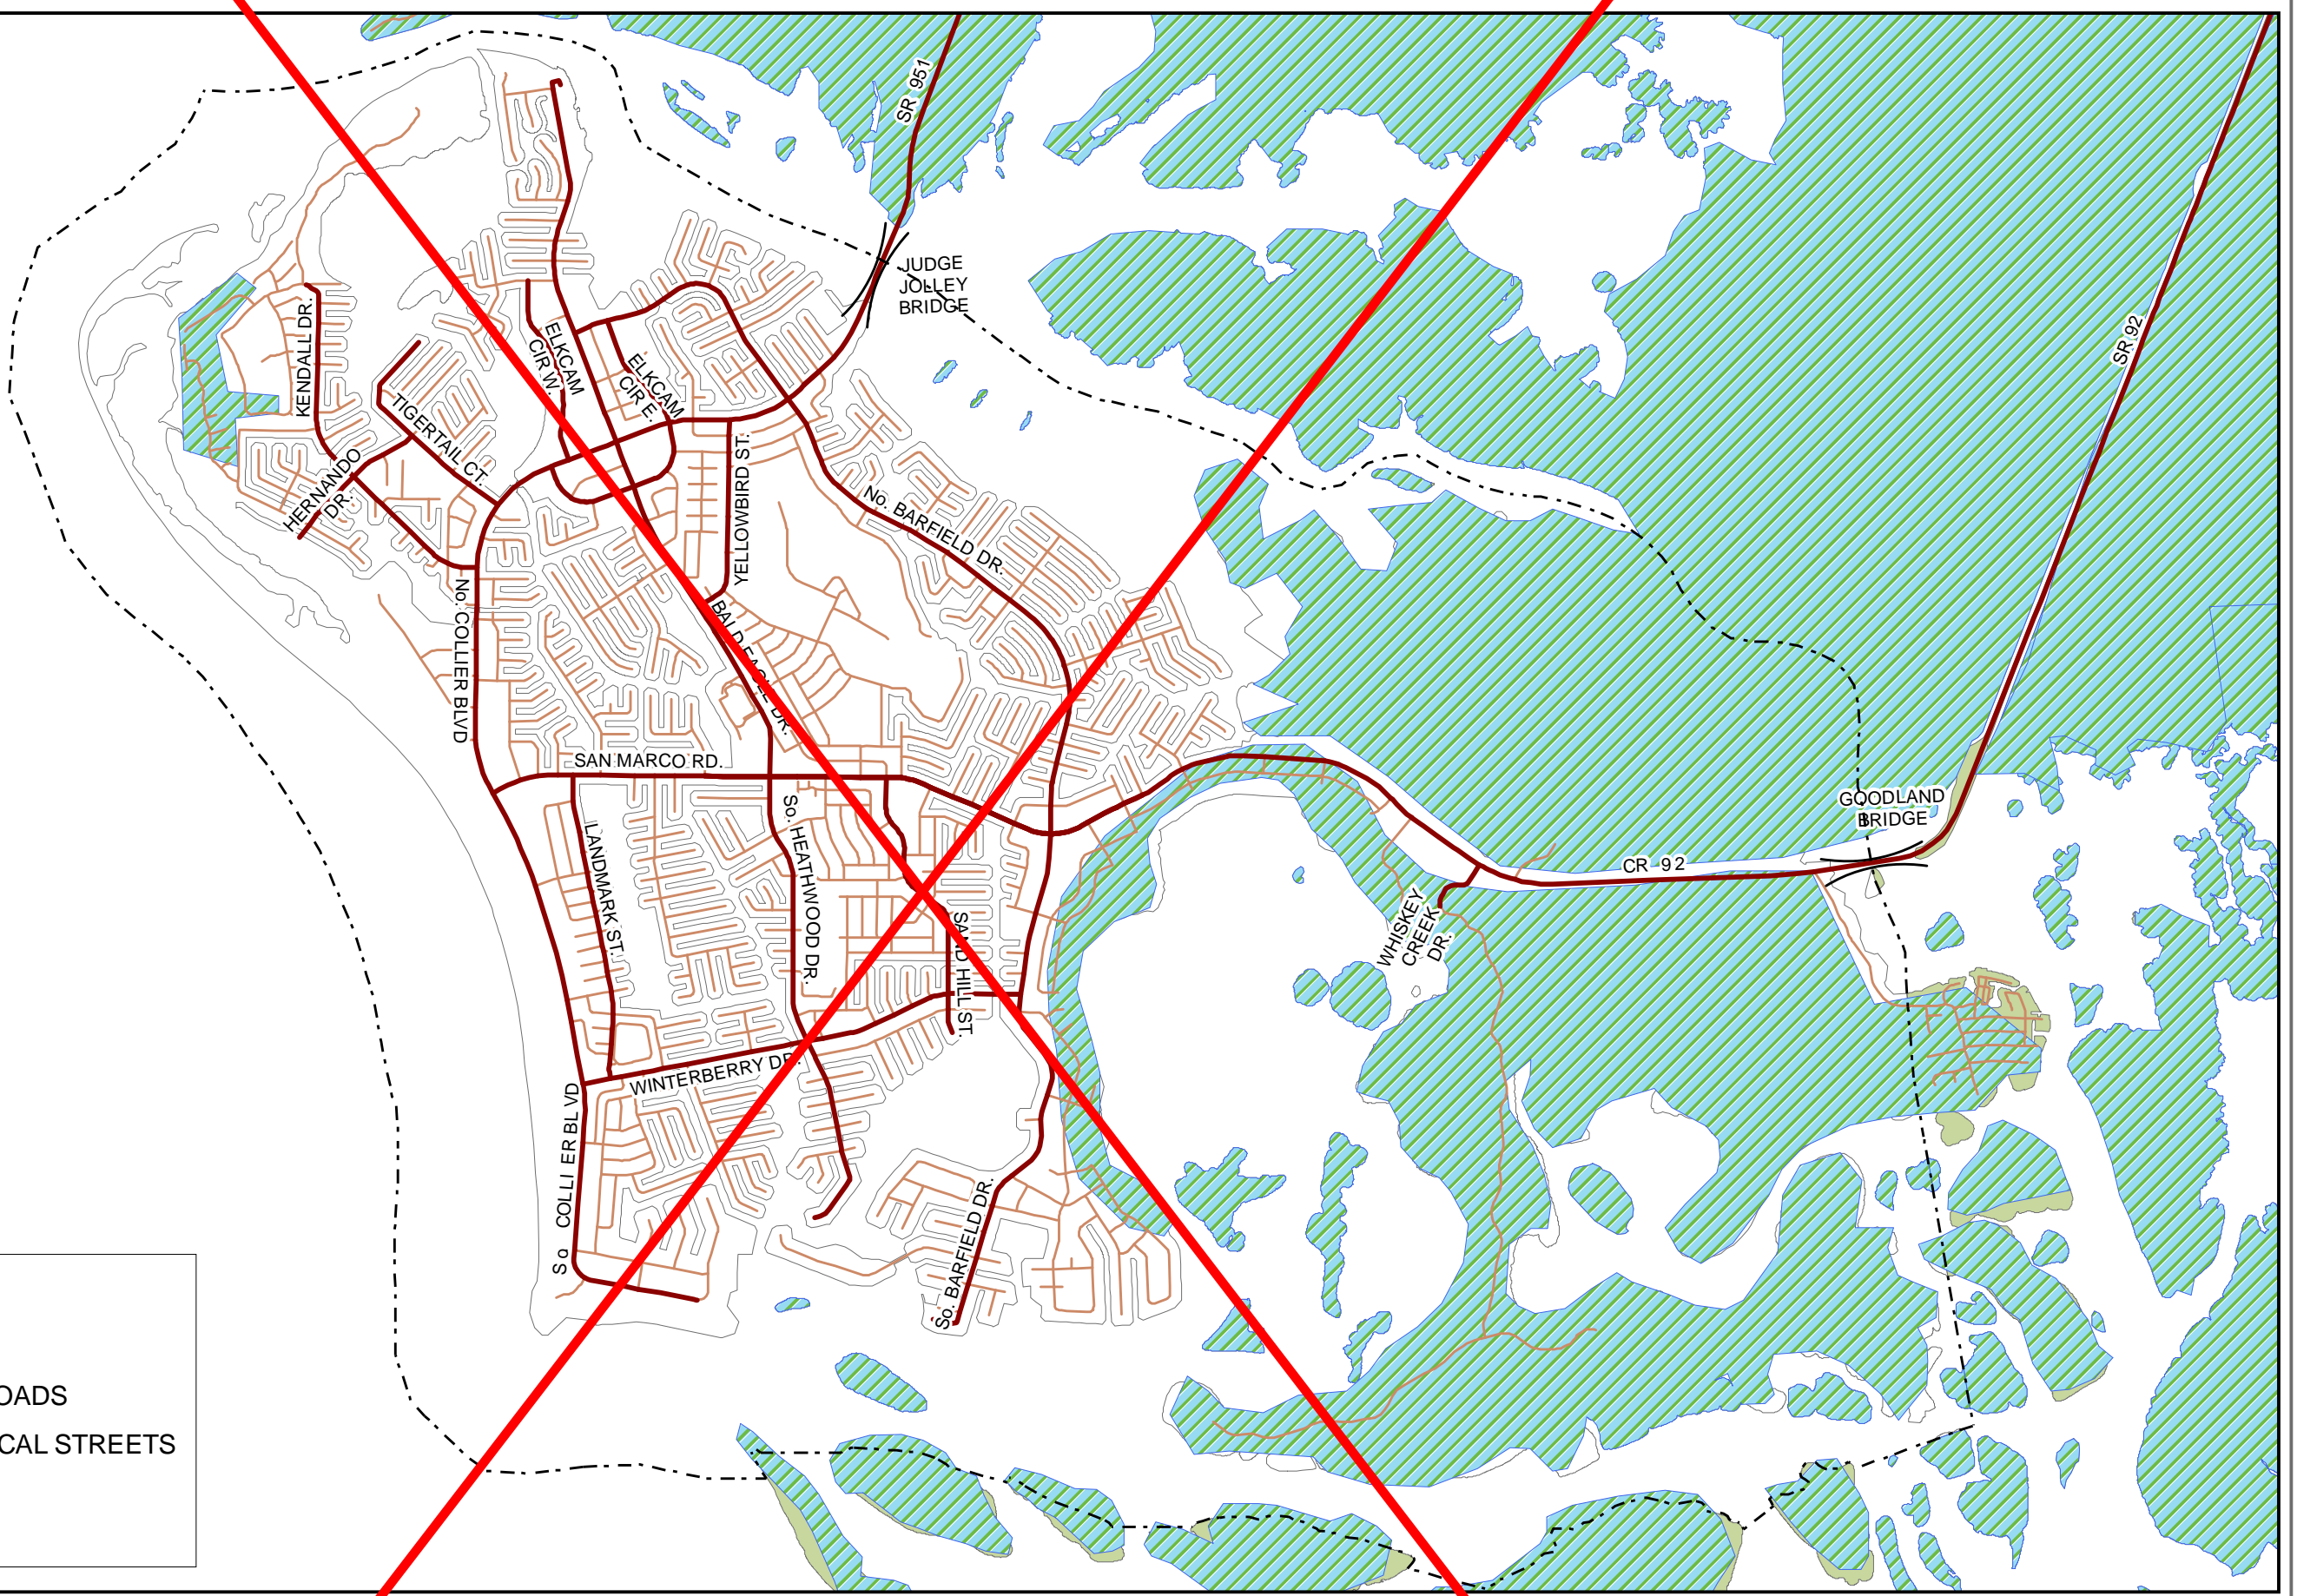 SR 951
JUDGE
JOLLEY
BRIDGE
SR 92
KENDALL DR.
ELKCAM
CIR W.
ELKCAM
CIR E.
TIGERTAIL CT.
HERNANDO
DR.
YELLOWBIRD ST.
No. BARFIELD DR.
No. COLLIER BLVD
BALD EAGLE DR.
SAN MARCO RD.
GOODLAND
BRIDGE
CR 92
LANDMARK ST.
So. HEATHWOOD DR.
WHISKEY
CREEK
DR.
SAND HILL ST.
WINTERBERRY DR.
So COLLIER BLVD
So. BARFIELD DR.
OADS
CAL STREETS